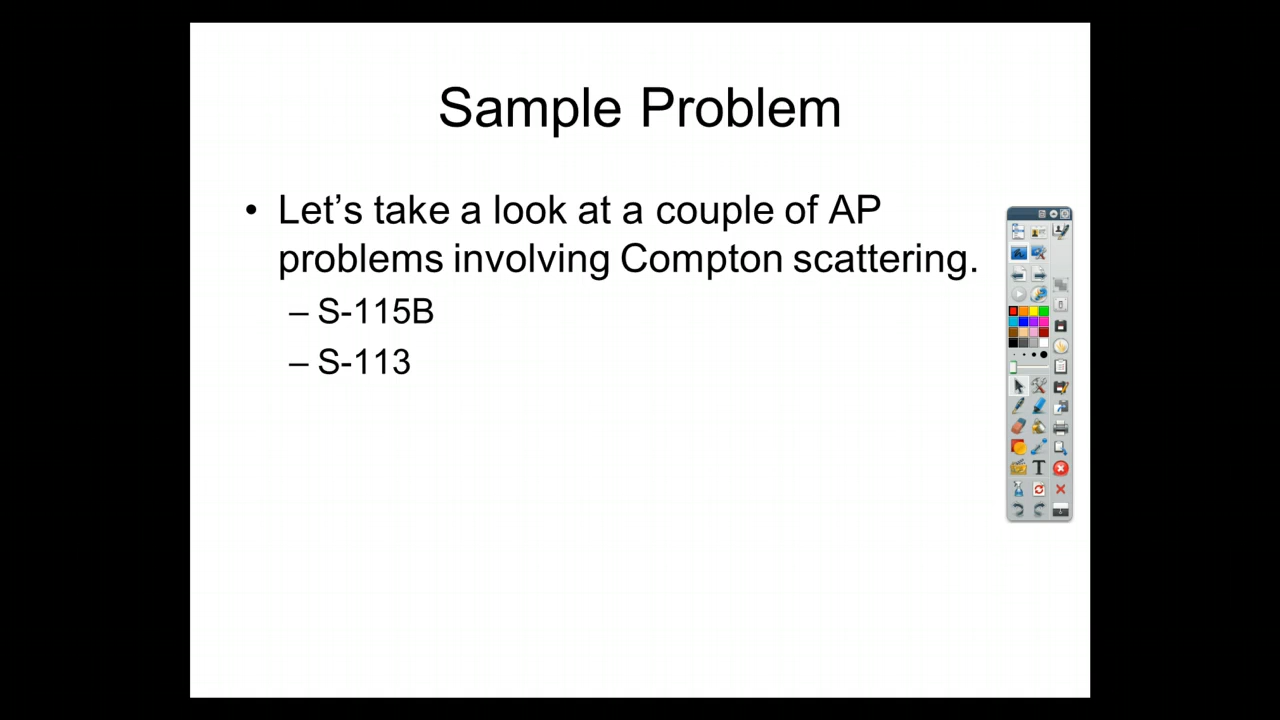 Sample Problem
• Let’s take a look at a couple of AP
problems involving Compton scattering.
– S-115B
– S-113
T